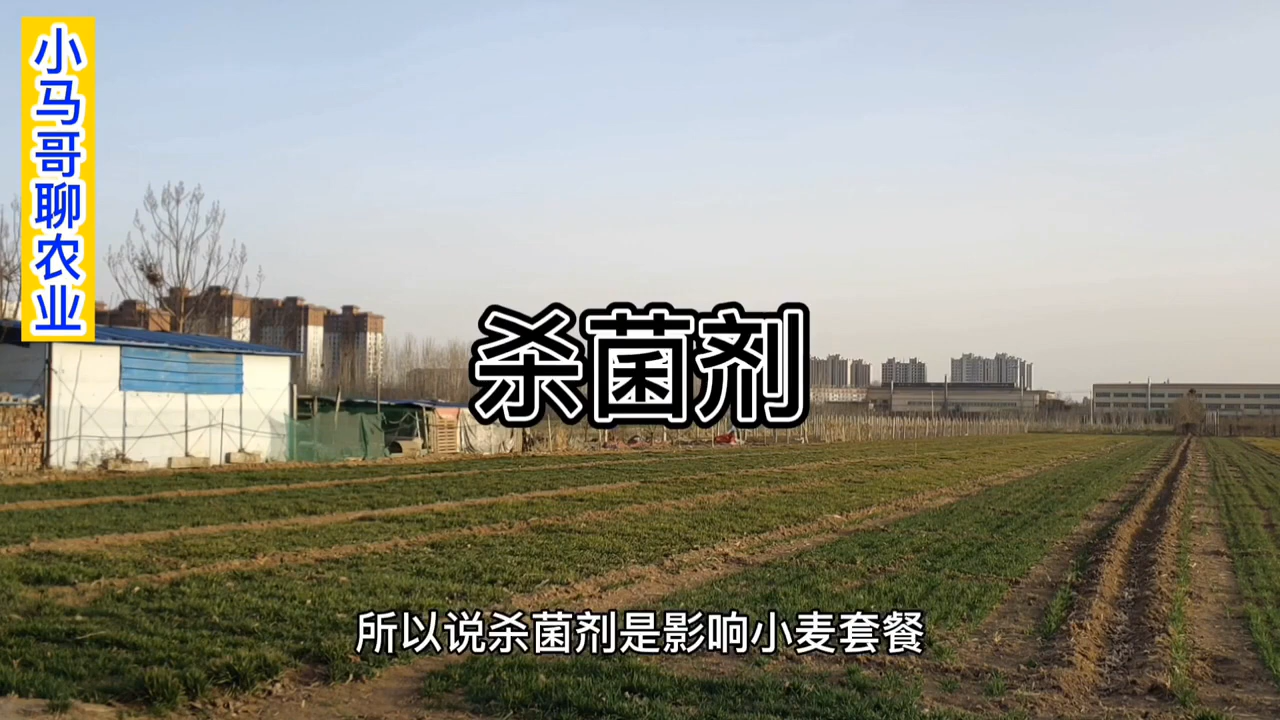 小马哥聊农业
杀菌剂
所以说杀菌剂是影响小麦套餐